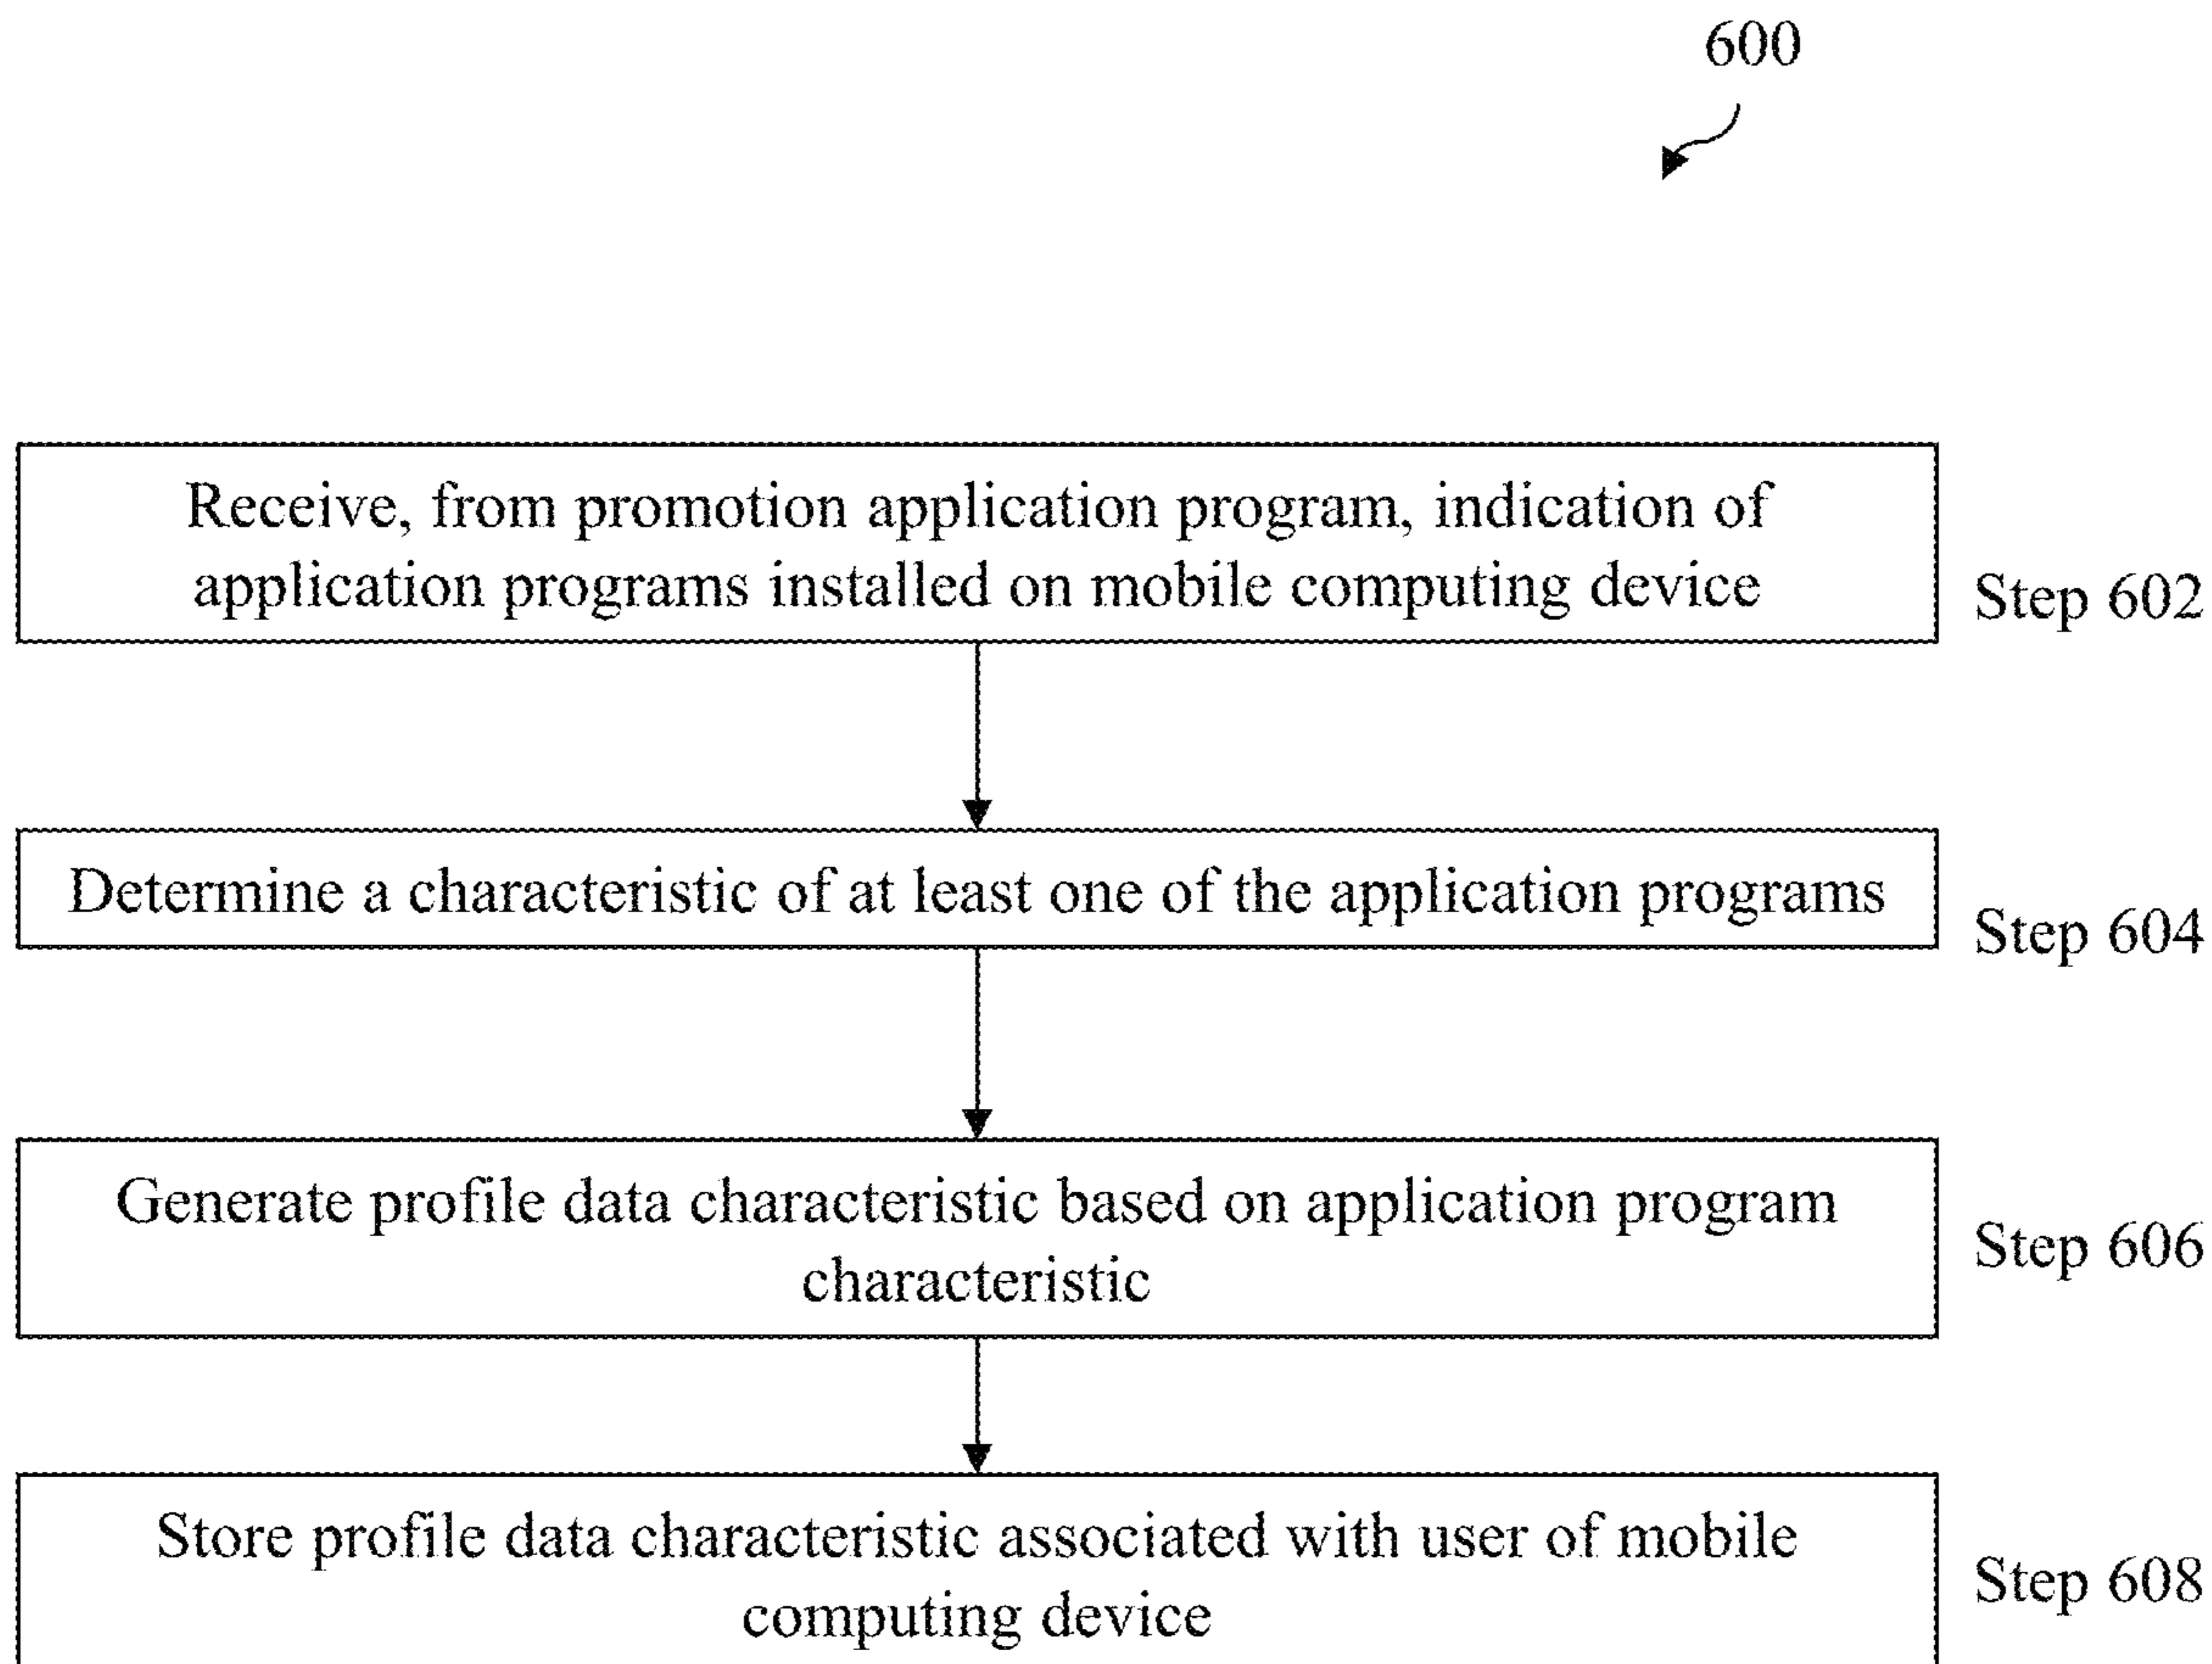 600
Receive, from promotion application program, indication of
application programs installed on mobile computing device
Step 602
Determine a characteristic of at least one of the application programs
Step 604
Generate profile data characteristic based on application program
characteristic
Step 606
Store profile data characteristic associated with user of mobile
computing device
Step 608